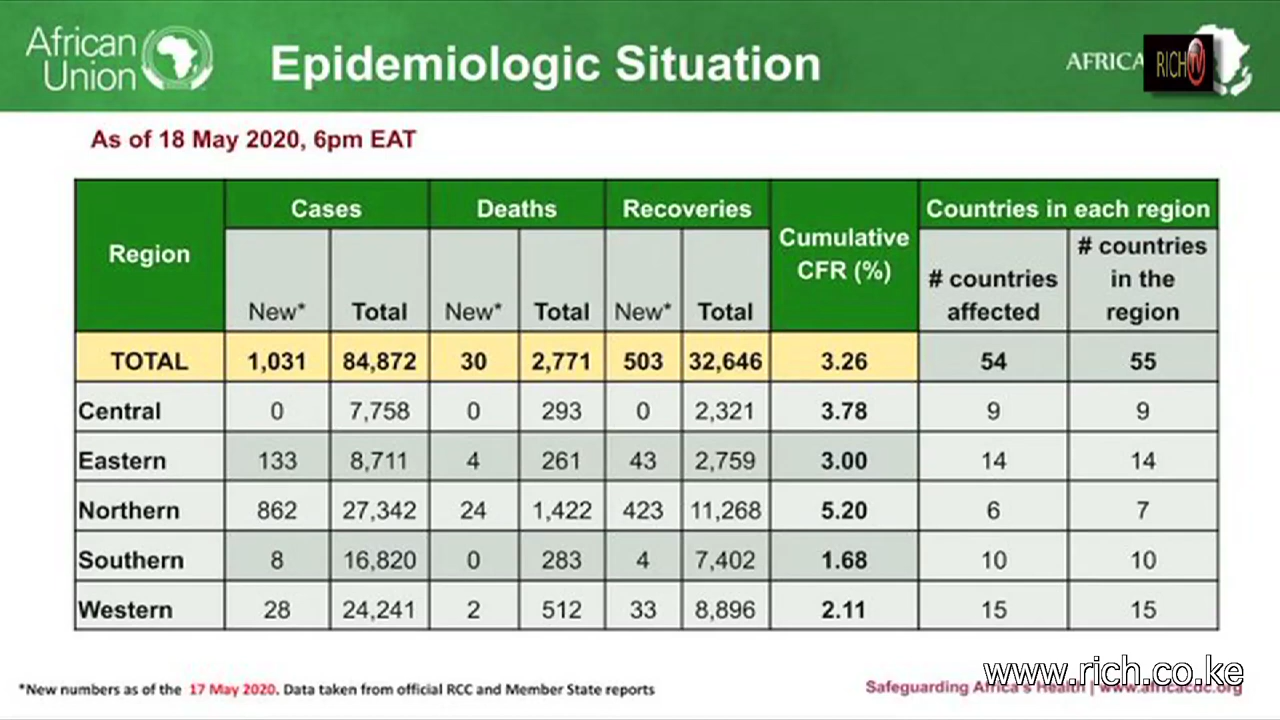 African
Union
Epidemiologic Situation
AFRICA
RICH TV
As of 18 May 2020, 6pm EAT
Region Cases Deaths Recoveries Cumulative CFR (%) Countries in each region
New* Total New* Total New* Total # countries affected # countries in the region
TOTAL 1,031 84,872 30 2,771 503 32,646 3.26 54 55
Central 0 7,758 0 293 0 2,321 3.78 9 9
Eastern 133 8,711 4 261 43 2,759 3.00 14 14
Northern 862 27,342 24 1,422 423 11,268 5.20 6 7
Southern 8 16,820 0 283 4 7,402 1.68 10 10
Western 28 24,241 2 512 33 8,896 2.11 15 15
*New numbers as of the 17 May 2020. Data taken from official RCC and Member State reports
Safeguarding Africa's Health | www.africacdc.org
www.rich.co.ke